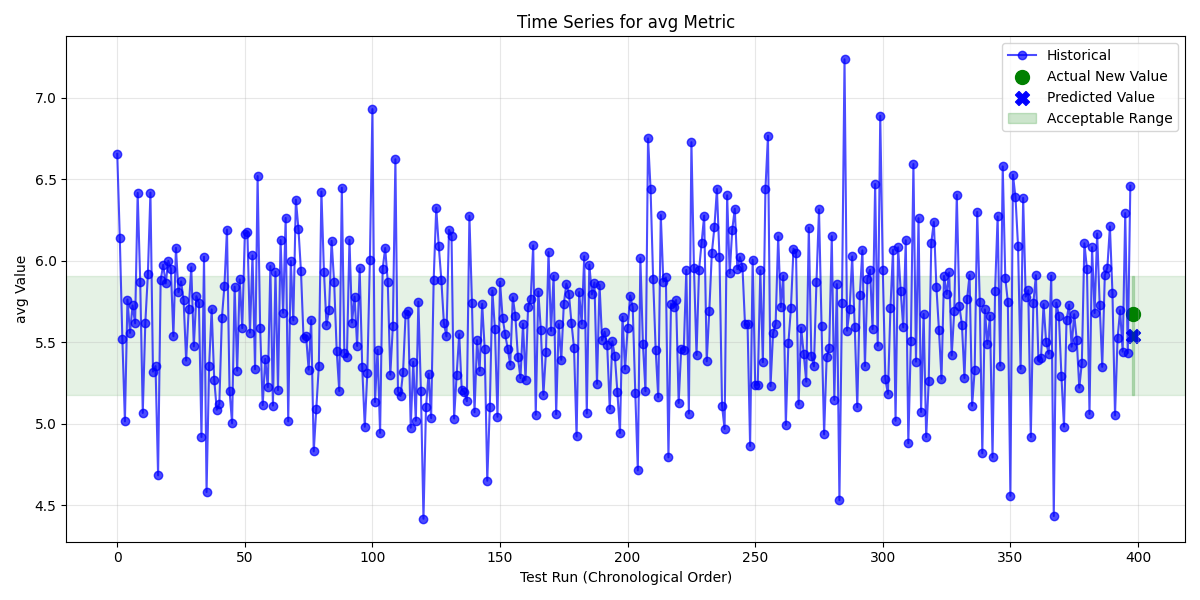 Time Series for avg Metric
Historical
Actual New Value
Predicted Value
Acceptable Range
avg Value
7.0
6.5
6.0
5.5
5.0
4.5
0 50 100 150 200 250 300 350 400
Test Run (Chronological Order)